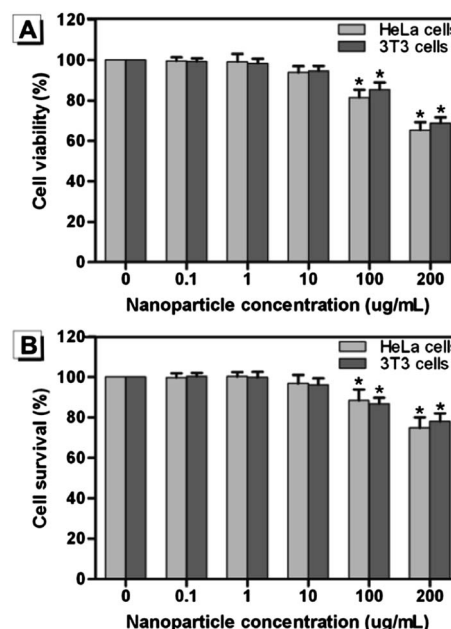 A
120
HeLa cells
3T3 cells
100
80
60
40
20
0
Cell viability (%)
* * * *
0 0.1 1 10 100 200
Nanoparticle concentration (ug/mL)
B
120
HeLa cells
3T3 cells
100
80
60
40
20
0
Cell survival (%)
* * * *
0 0.1 1 10 100 200
Nanoparticle concentration (ug/mL)